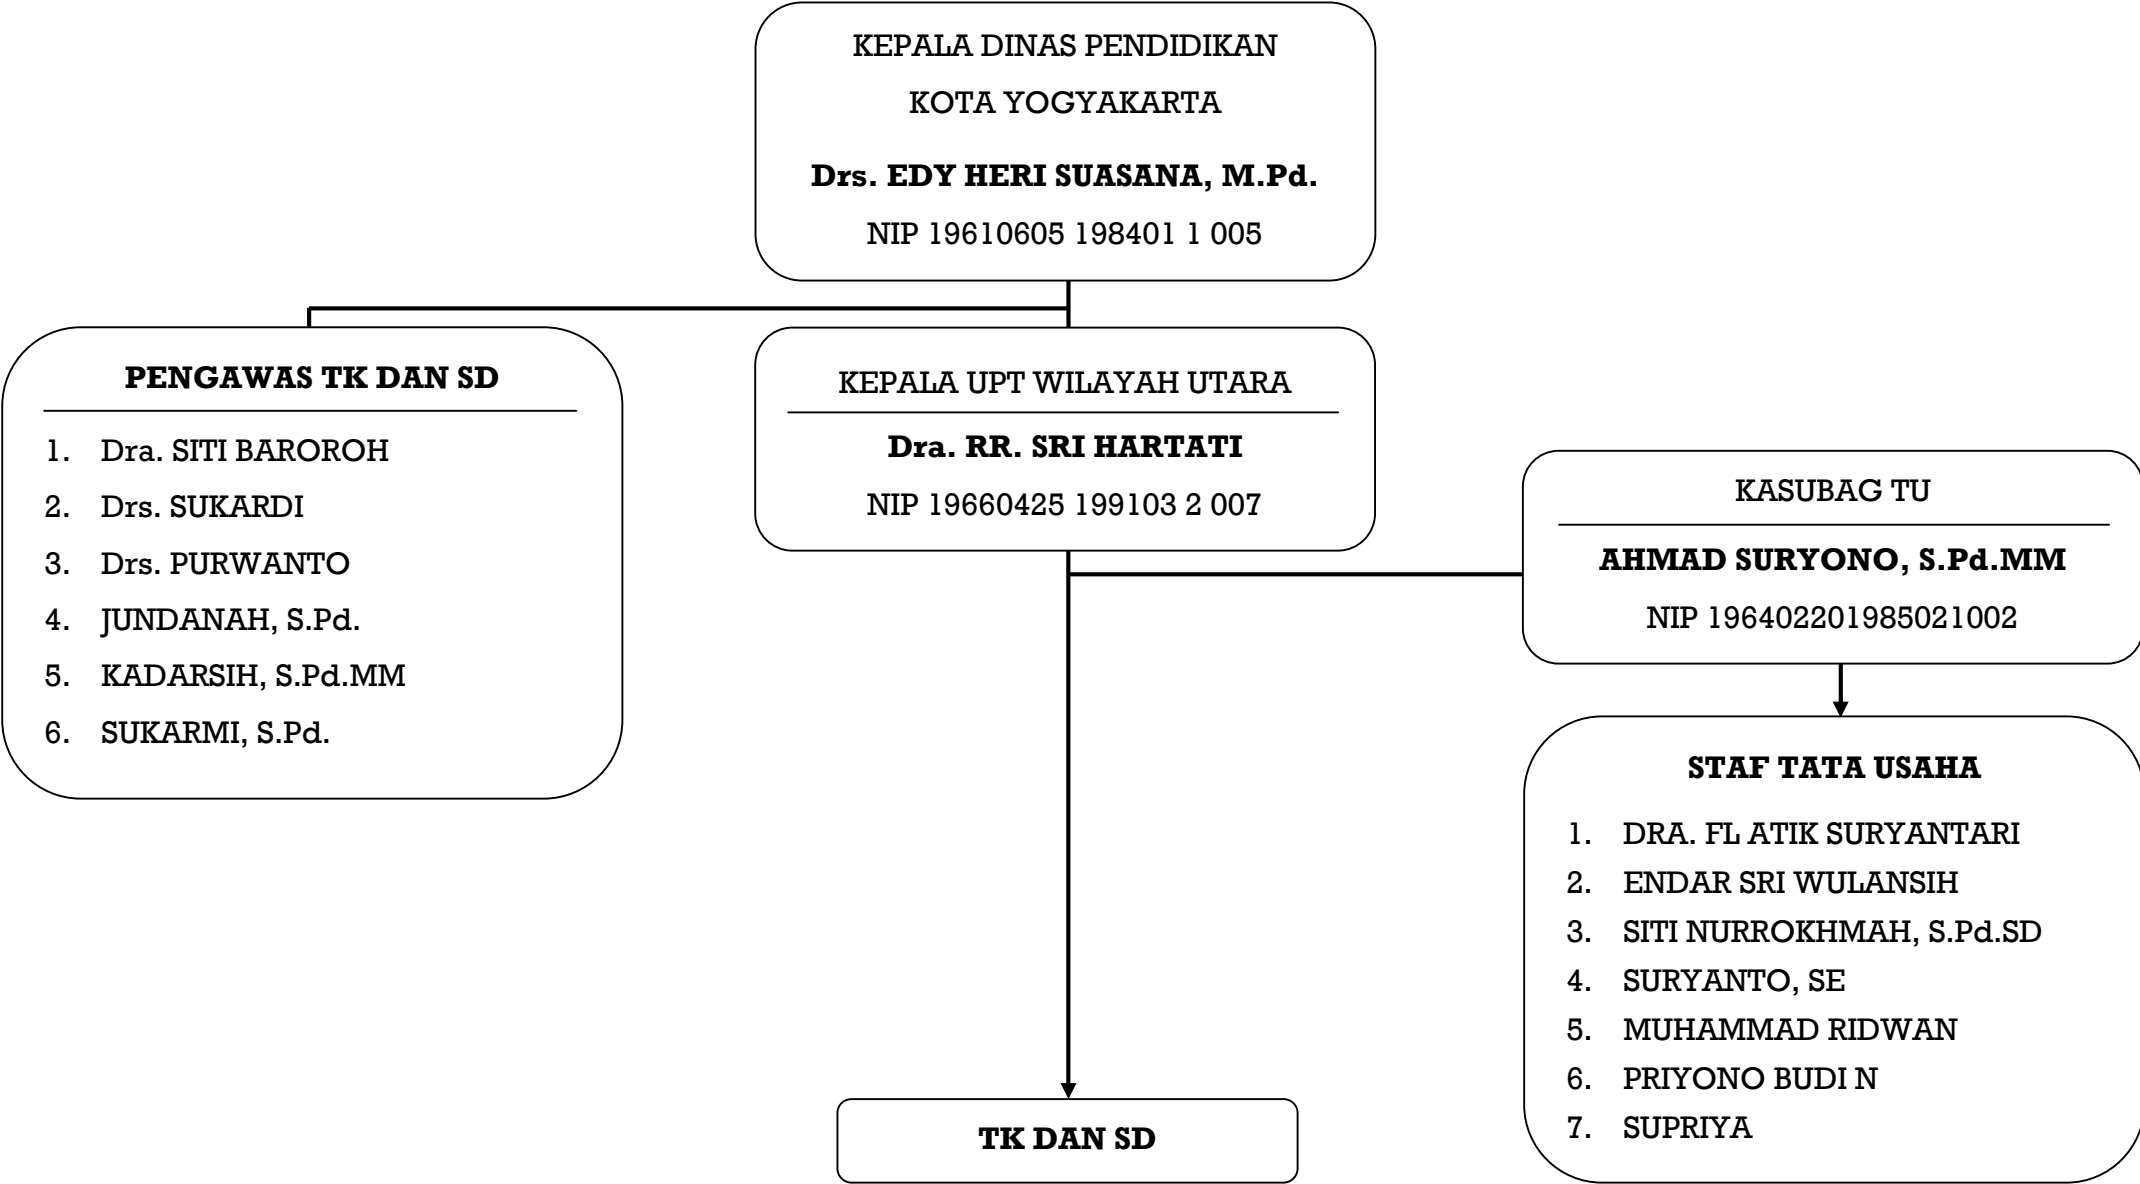 KEPALA DINAS PENDIDIKAN
KOTA YOGYAKARTA
Drs. EDY HERI SUASANA, M.Pd.
NIP 19610605 198401 1 005
PENGAWAS TK DAN SD
1. Dra. SITI BAROROH
2. Drs. SUKARDI
3. Drs. PURWANTO
4. JUNDANAH, S.Pd.
5. KADARSIH, S.Pd.MM
6. SUKARMI, S.Pd.
KEPALA UPT WILAYAH UTARA
Dra. RR. SRI HARTATI
NIP 19660425 199103 2 007
KASUBAG TU
AHMAD SURYONO, S.Pd.MM
NIP 196402201985021002
STAF TATA USAHA
1. DRA. FL ATIK SURYANTARI
2. ENDAR SRI WULANSIH
3. SITI NURROKHMAH, S.Pd.SD
4. SURYANTO, SE
5. MUHAMMAD RIDWAN
6. PRIYONO BUDI N
7. SUPRIYA
TK DAN SD